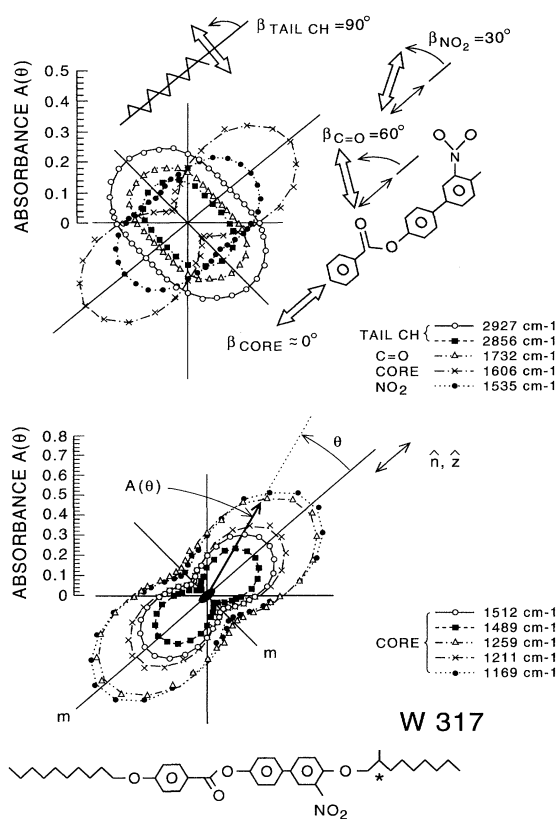 β TAIL CH =90°
β NO2 =30°
ABSORBANCE A(θ)
0.5
0.4
0.3
0.2
0.1
0
β C=O =60°
O
O
N
O
O
β CORE ≈0°
TAIL CH { 2927 cm-1
2856 cm-1
C=O 1732 cm-1
CORE 1606 cm-1
NO2 1535 cm-1
ABSORBANCE A(θ)
0.8
0.6
0.5
0.4
0.3
0.2
0.1
0
θ
n̂, ẑ
A(θ)
m
m
CORE { 1512 cm-1
1489 cm-1
1259 cm-1
1211 cm-1
1169 cm-1
W 317
O
O
O
O
*
NO2